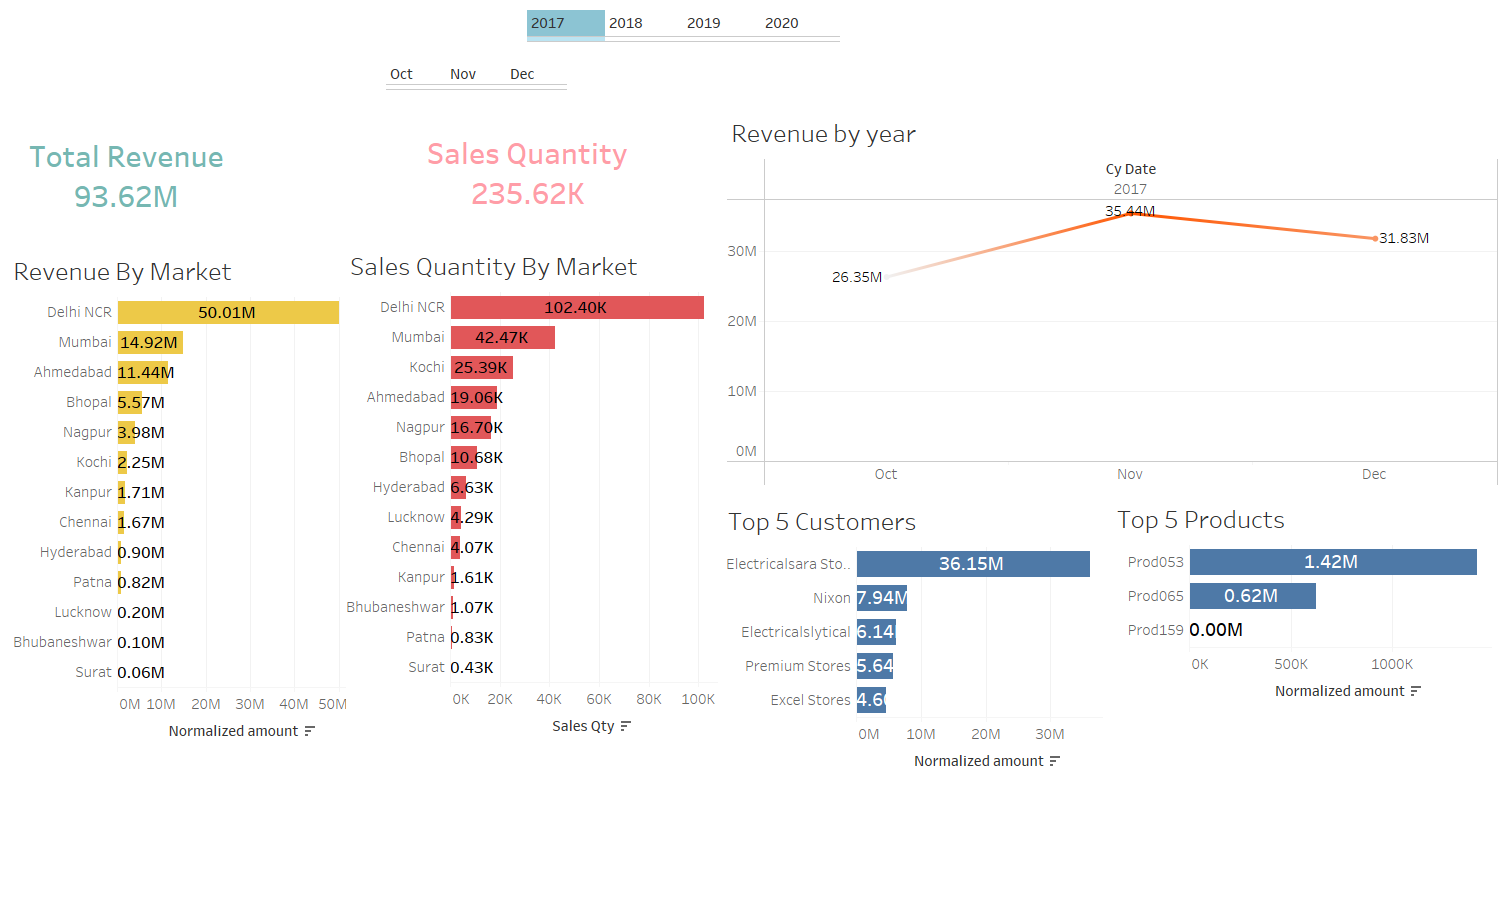 2017 2018 2019 2020
Oct Nov Dec
Total Revenue
93.62M
Sales Quantity
235.62K
Revenue By Market
Delhi NCR 50.01M
Mumbai 14.92M
Ahmedabad 11.44M
Bhopal 5.57M
Nagpur 3.98M
Kochi 2.25M
Kanpur 1.71M
Chennai 1.67M
Hyderabad 0.90M
Patna 0.82M
Lucknow 0.20M
Bhubaneshwar 0.10M
Surat 0.06M
0M 10M 20M 30M 40M 50M
Normalized amount
Sales Quantity By Market
Delhi NCR 102.40K
Mumbai 42.47K
Kochi 25.39K
Ahmedabad 19.06K
Nagpur 16.70K
Bhopal 10.68K
Hyderabad 6.63K
Lucknow 4.29K
Chennai 4.07K
Kanpur 1.61K
Bhubaneshwar 1.07K
Patna 0.83K
Surat 0.43K
0K 20K 40K 60K 80K 100K
Sales Qty
Revenue by year
Cy Date
2017
35.44M
31.83M
26.35M
30M
20M
10M
0M
Oct Nov Dec
Top 5 Customers
Electricalsara Sto.. 36.15M
Nixon 7.94M
Electricalslytical 6.14
Premium Stores 5.64
Excel Stores 4.6
0M 10M 20M 30M
Normalized amount
Top 5 Products
Prod053 1.42M
Prod065 0.62M
Prod159 0.00M
0K 500K 1000K
Normalized amount